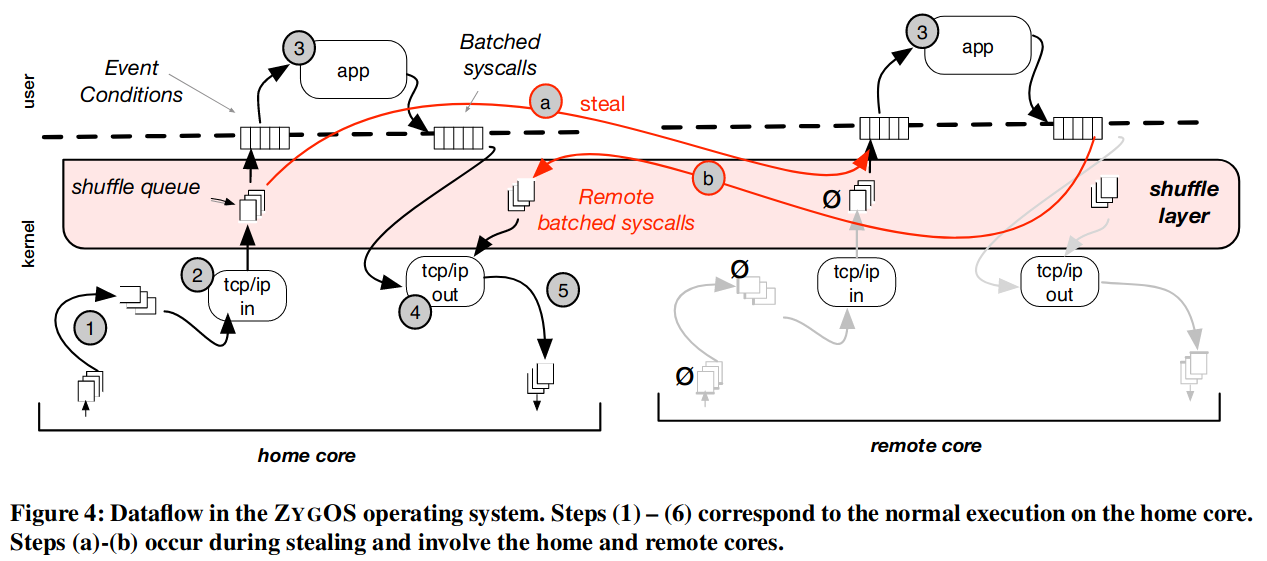 user
kernel
Event
Conditions
3
app
Batched
syscalls
a
steal
3
app
shuffle queue
b
Remote
batched syscalls
Ø
shuffle
layer
2
tcp/ip
in
1
tcp/ip
out
4
5
Ø
Ø
tcp/ip
in
tcp/ip
out
home core
remote core
Figure 4: Dataflow in the ZYGOS operating system. Steps (1) – (6) correspond to the normal execution on the home core.
Steps (a)-(b) occur during stealing and involve the home and remote cores.